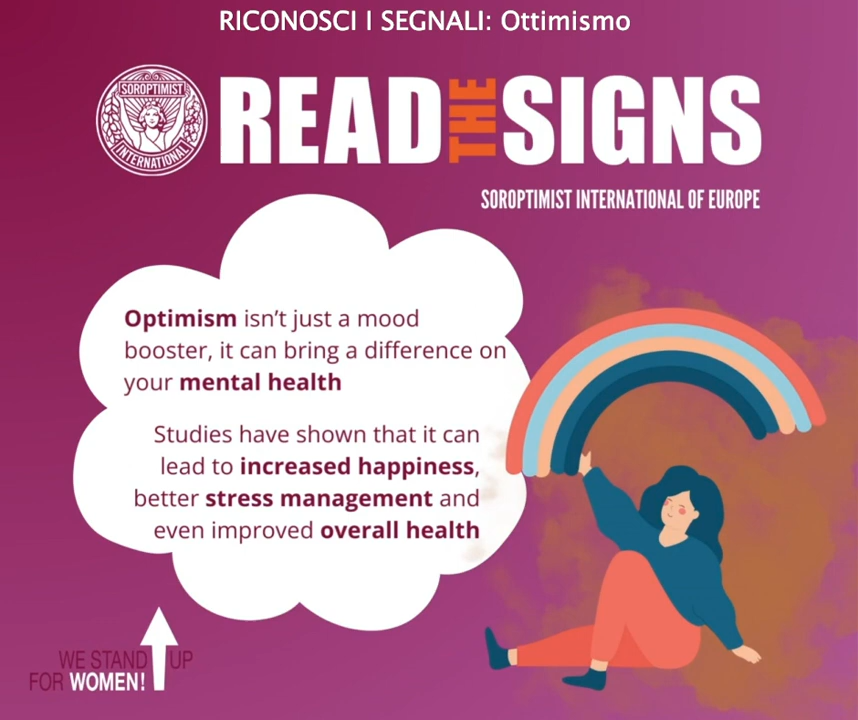 RICONOSCI I SEGNALI: Ottimismo
SOROPTIMIST
INTERNATIONAL
READ THE SIGNS
SOROPTIMIST INTERNATIONAL OF EUROPE
Optimism isn't just a mood
booster, it can bring a difference on
your mental health
Studies have shown that it can
lead to increased happiness,
better stress management and
even improved overall health
WE STAND UP
FOR WOMEN!